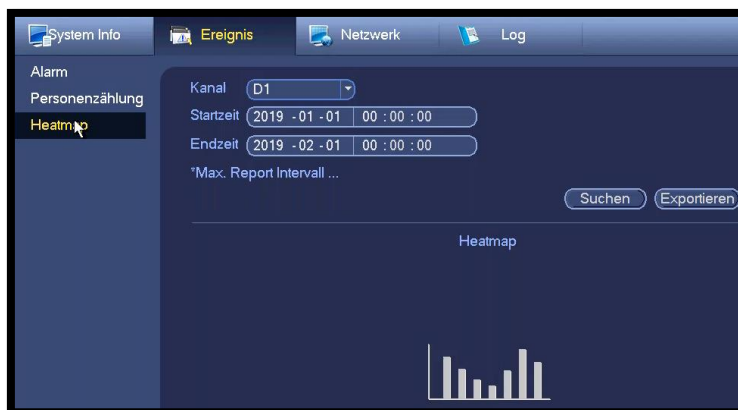 System Info Ereignis Netzwerk Log
Alarm
Personenzählung
Heatmap
Kanal D1
Startzeit 2019 - 01 - 01 00 : 00 : 00
Endzeit 2019 - 02 - 01 00 : 00 : 00
*Max. Report Intervall ...
Suchen Exportieren
Heatmap